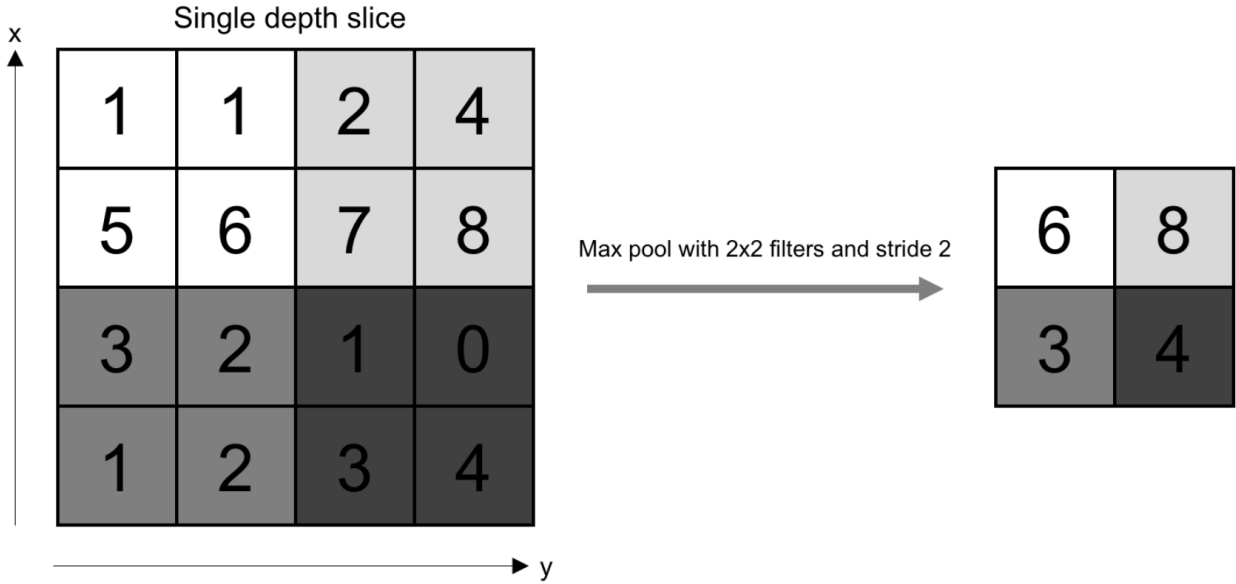 Single depth slice
x
1 1 2 4
5 6 7 8
3 2 1 0
1 2 3 4
y
Max pool with 2x2 filters and stride 2
6 8
3 4